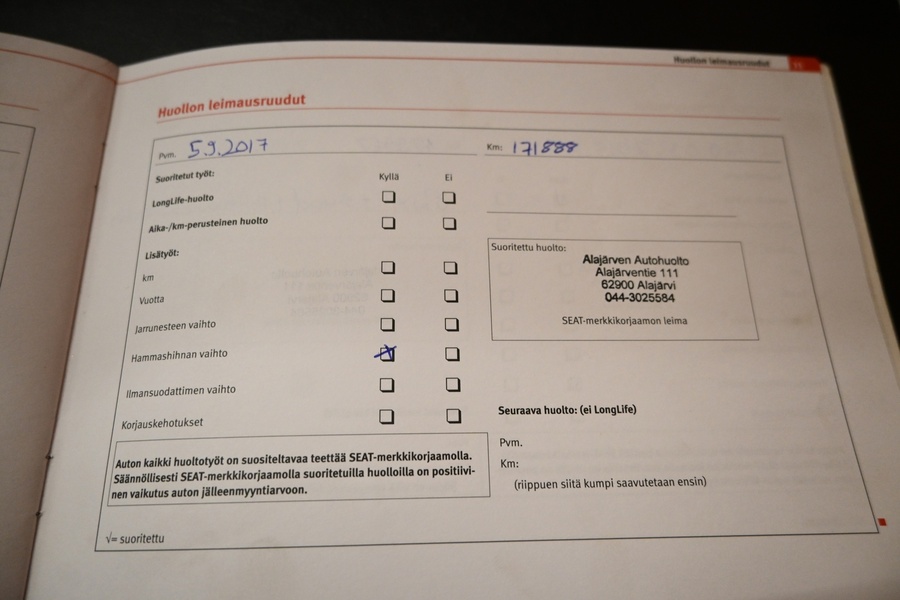 Huollon leimausruudut
Huollon leimausruudut
Pvm. 5.9.2017
Km: 171888
Suoritetut työt: Kyllä Ei
LongLife-huolto
Aika-/km-perusteinen huolto
Lisätyöt:
km
Vuotta
Jarrunesteen vaihto
Hammashihnan vaihto
Ilmansuodattimen vaihto
Korjauskehotukset
Auton kaikki huoltotyöt on suositeltavaa teettää SEAT-merkkikorjaamolla.
Säännöllisesti SEAT-merkkikorjaamolla suoritetuilla huolloilla on positiivi-
nen vaikutus auton jälleenmyyntiarvoon.
√= suoritettu
Suoritettu huolto:
Alajärven Autohuolto
Alajärventie 111
62900 Alajärvi
044-3025584
SEAT-merkkikorjaamon leima
Seuraava huolto: (ei LongLife)
Pvm.
Km:
(riippuen siitä kumpi saavutetaan ensin)